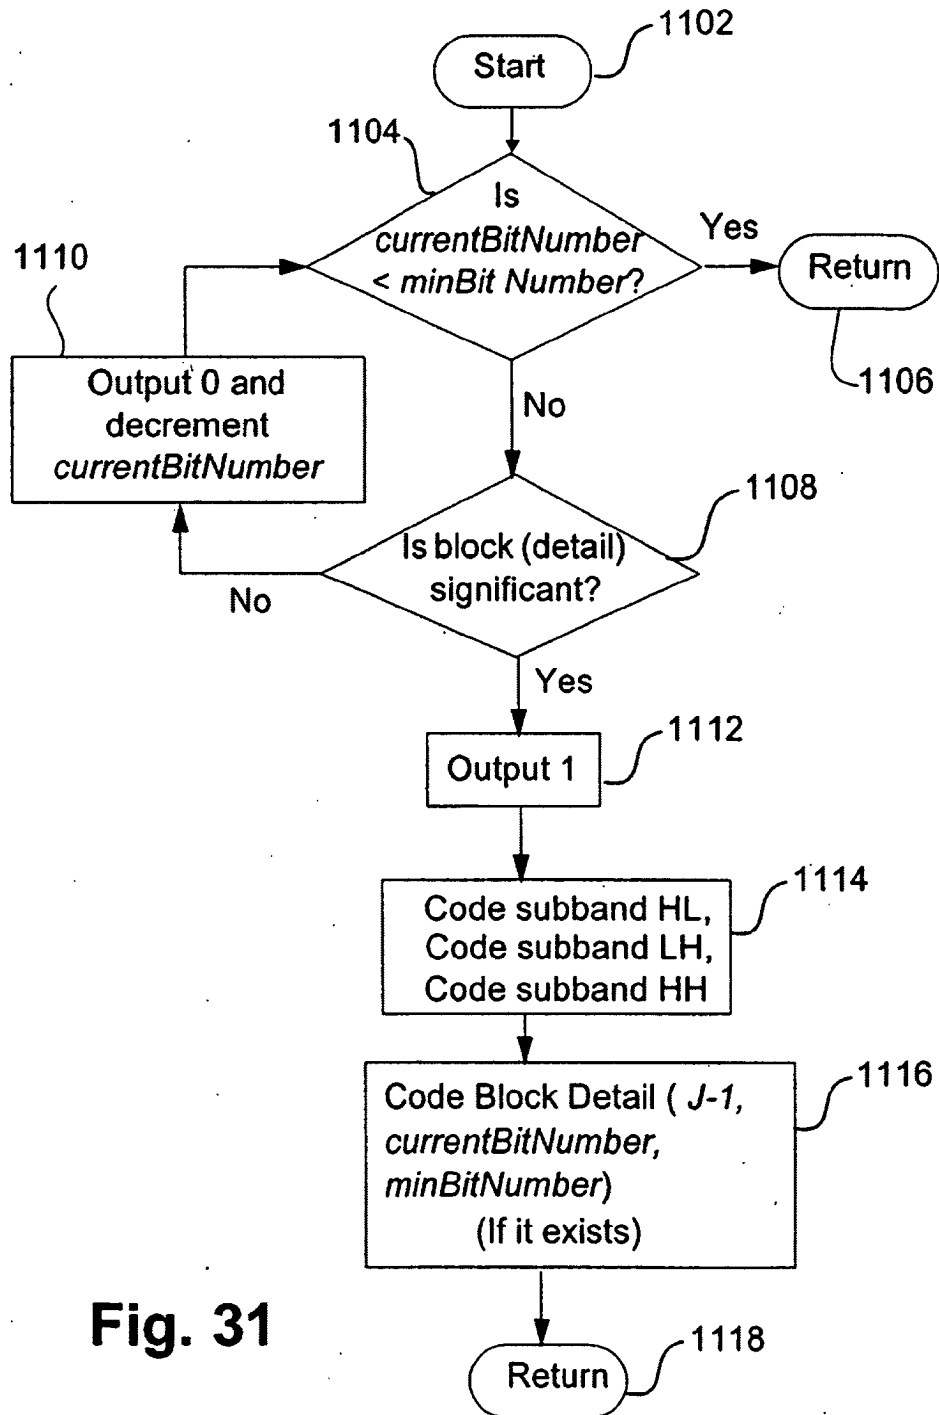 1102
Start
1104
Is
currentBitNumber
< minBit Number?
Yes
Return
1106
1110
Output 0 and
decrement
currentBitNumber
No
1108
Is block (detail)
significant?
No
Yes
1112
Output 1
1114
Code subband HL,
Code subband LH,
Code subband HH
1116
Code Block Detail ( J-1,
currentBitNumber,
minBitNumber)
(If it exists)
Fig. 31
1118
Return